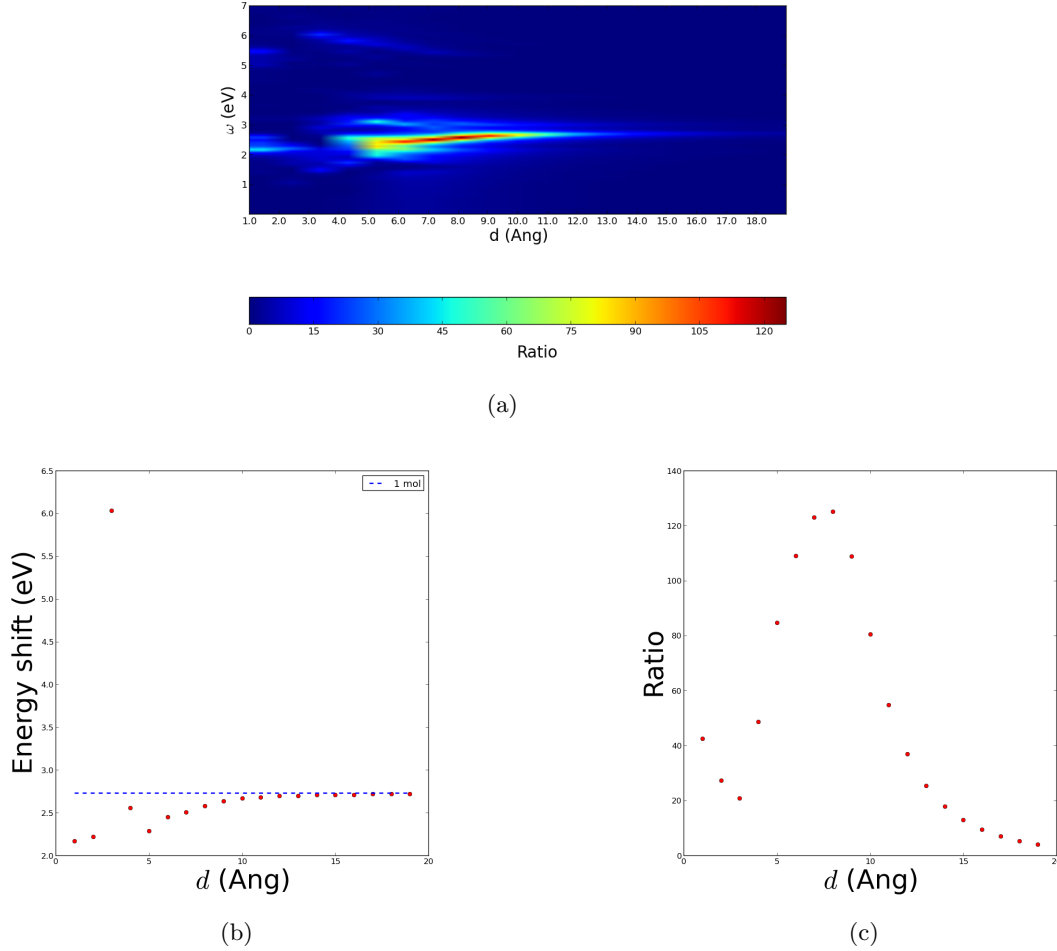 7
6
5
4
3
2
1
ω (eV)
1.0 2.0 3.0 4.0 5.0 6.0 7.0 8.0 9.0 10.0 11.0 12.0 13.0 14.0 15.0 16.0 17.0 18.0
d (Ang)
0 15 30 45 60 75 90 105 120
Ratio
(a)
6.5
6.0
5.5
5.0
4.5
4.0
3.5
3.0
2.5
2.0
Energy shift (eV)
1 mol
0 5 10 15 20
d (Ang)
(b)
140
120
100
80
60
40
20
0
Ratio
0 5 10 15 20
d (Ang)
(c)